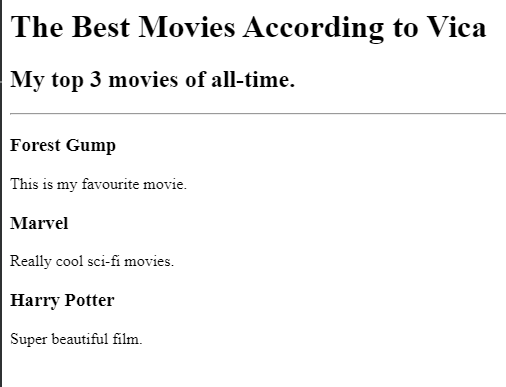 The Best Movies According to Vica
My top 3 movies of all-time.
Forest Gump
This is my favourite movie.
Marvel
Really cool sci-fi movies.
Harry Potter
Super beautiful film.